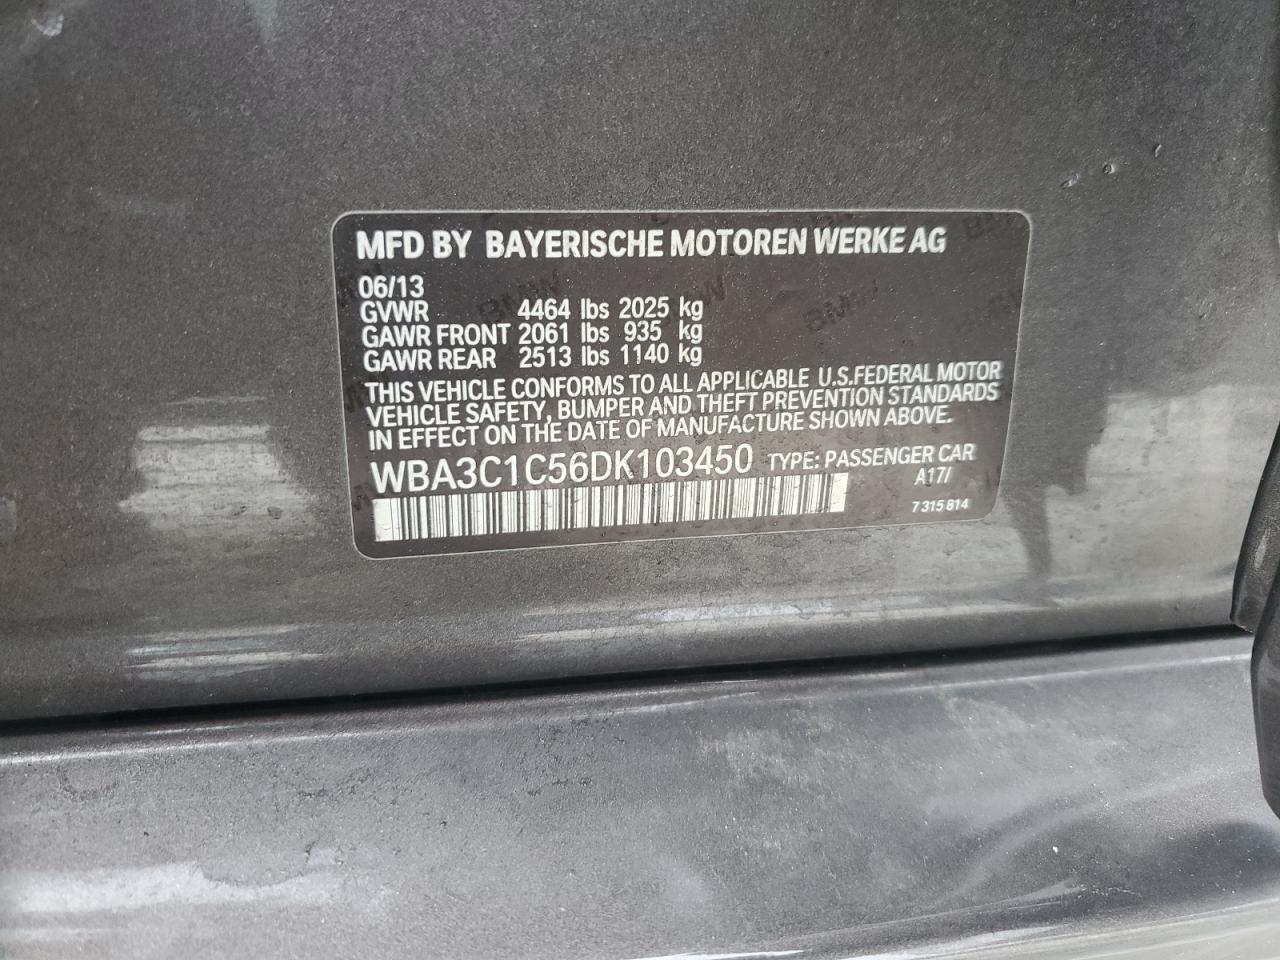 MFD BY BAYERISCHE MOTOREN WERKE AG
06/13
GVWR 4464 lbs 2025 kg
GAWR FRONT 2061 lbs 935 kg
GAWR REAR 2513 lbs 1140 kg
THIS VEHICLE CONFORMS TO ALL APPLICABLE U.S.FEDERAL MOTOR
VEHICLE SAFETY, BUMPER AND THEFT PREVENTION STANDARDS
IN EFFECT ON THE DATE OF MANUFACTURE SHOWN ABOVE.
WBA3C1C56DK103450 TYPE: PASSENGER CAR
A17/
7 315 814